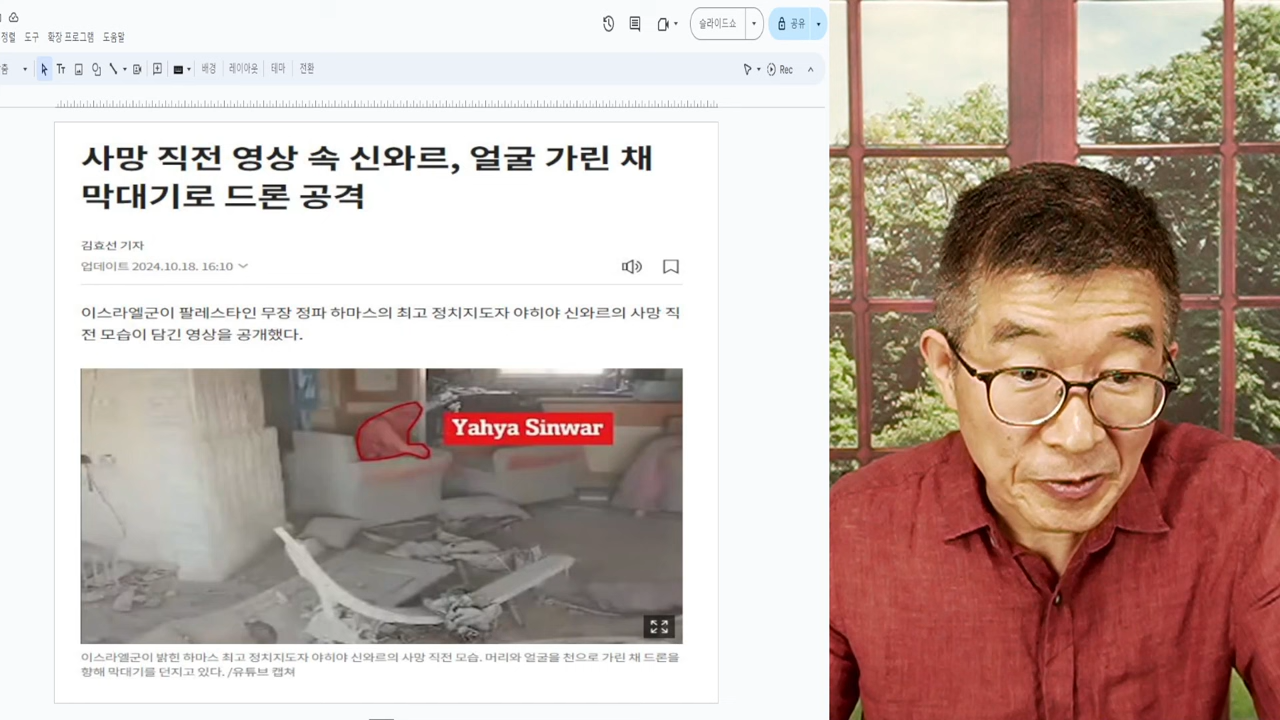 정렬 도구 확장 프로그램 도움말
슬라이드쇼
공유
배경 레이아웃 테마 전환
Rec
사망 직전 영상 속 신와르, 얼굴 가린 채
막대기로 드론 공격
김효선 기자
업데이트 2024.10.18. 16:10
이스라엘군이 팔레스타인 무장 정파 하마스의 최고 정치지도자 야히야 신와르의 사망 직
전 모습이 담긴 영상을 공개했다.
Yahya Sinwar
이스라엘군이 밝힌 하마스 최고 정치지도자 야히야 신와르의 사망 직전 모습. 머리와 얼굴을 천으로 가린 채 드론을
향해 막대기를 던지고 있다. /유튜브 캡쳐